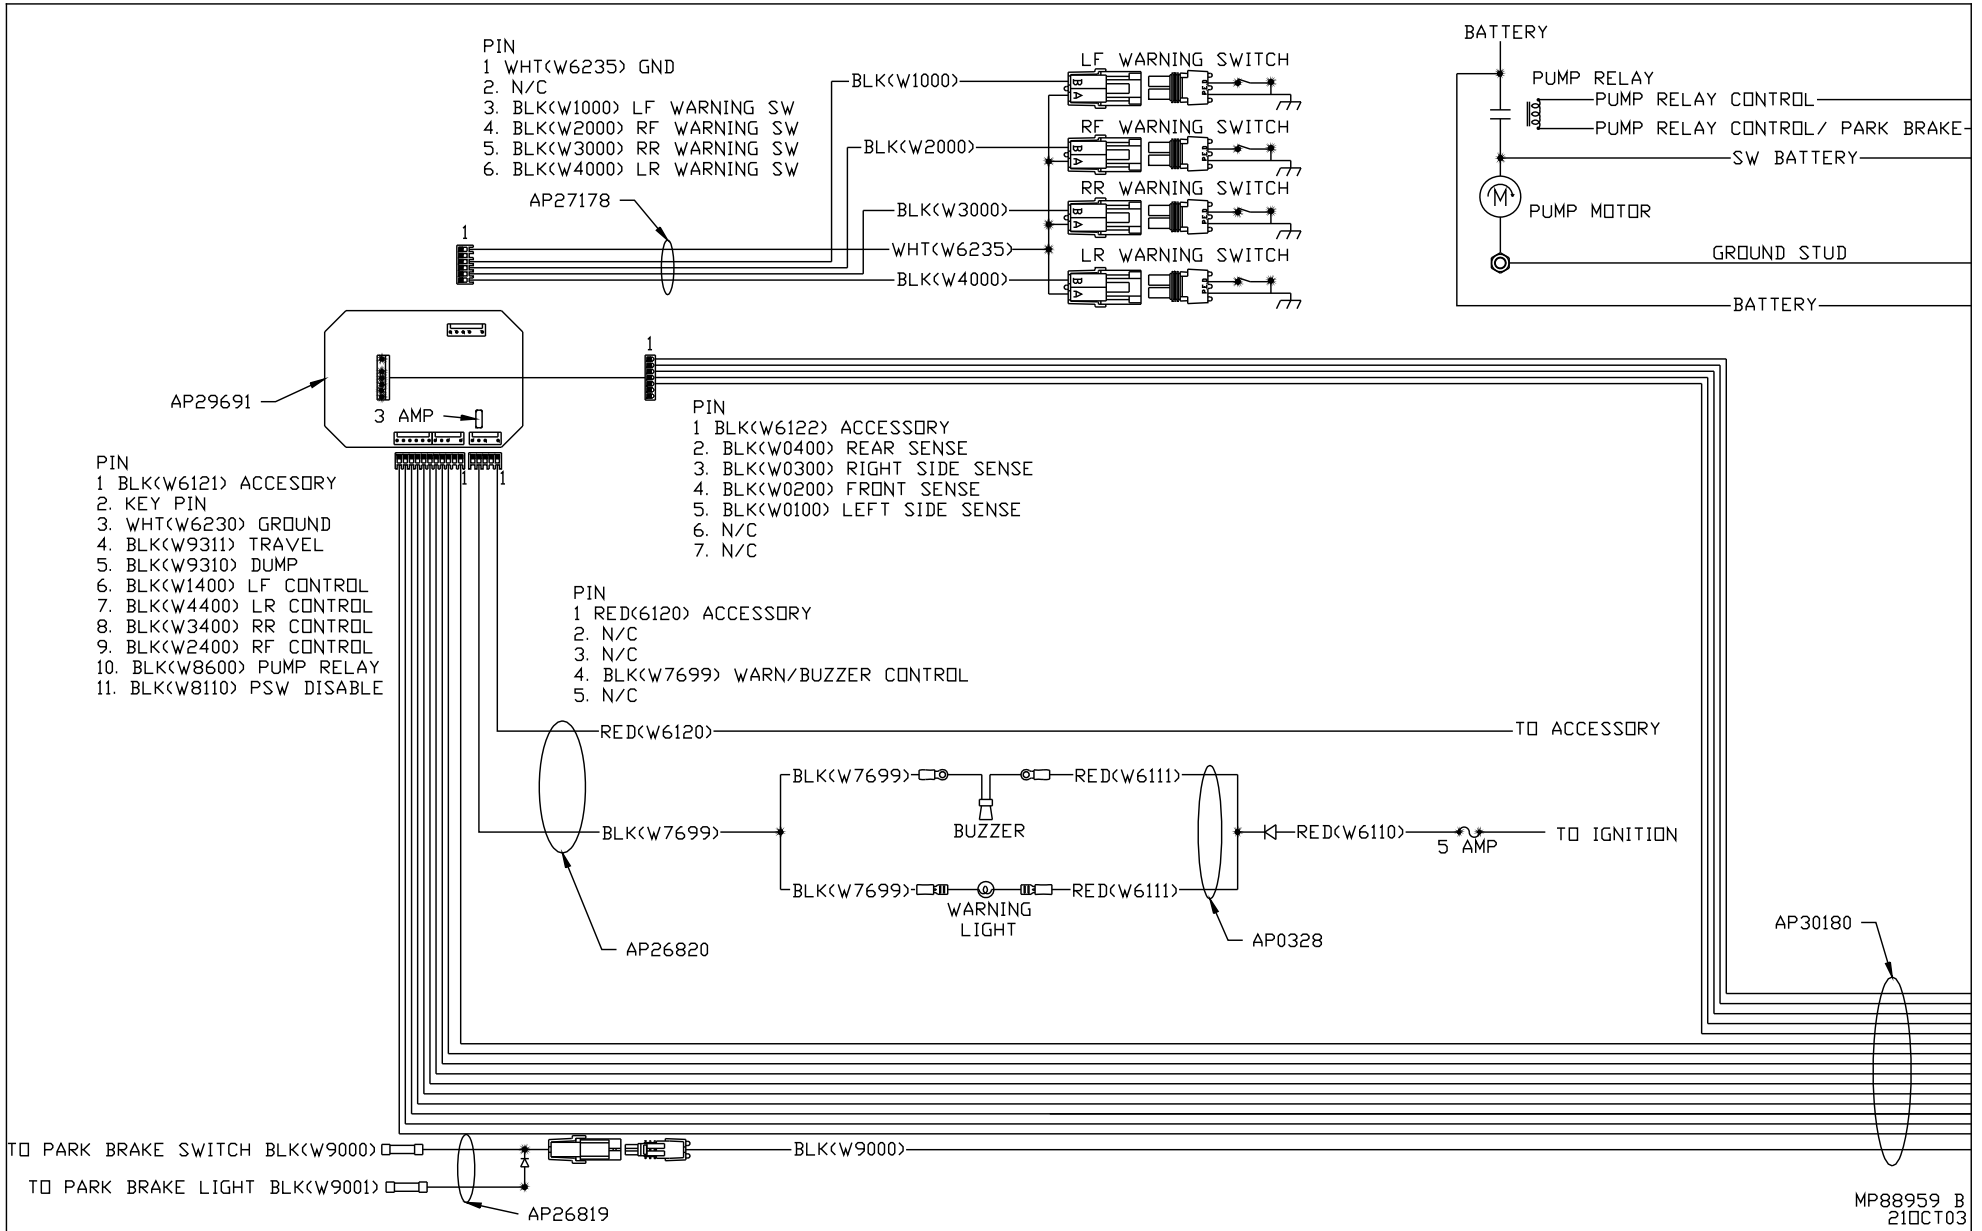 PIN
1 WHT(W6235) GND
2. N/C
3. BLK(W1000) LF WARNING SW
4. BLK(W2000) RF WARNING SW
5. BLK(W3000) RR WARNING SW
6. BLK(W4000) LR WARNING SW
AP27178
1
BLK(W1000)
BLK(W2000)
BLK(W3000)
WHT(W6235)
BLK(W4000)
LF WARNING SWITCH
B
A
RF WARNING SWITCH
B
A
RR WARNING SWITCH
B
A
LR WARNING SWITCH
B
A
BATTERY
PUMP RELAY
PUMP RELAY CONTROL
PUMP RELAY CONTROL/ PARK BRAKE
SW BATTERY
M
PUMP MOTOR
GROUND STUD
BATTERY
AP29691
3 AMP
1
1
1
PIN
1 BLK(W6121) ACCESORY
2. KEY PIN
3. WHT(W6230) GROUND
4. BLK(W9311) TRAVEL
5. BLK(W9310) DUMP
6. BLK(W1400) LF CONTROL
7. BLK(W4400) LR CONTROL
8. BLK(W3400) RR CONTROL
9. BLK(W2400) RF CONTROL
10. BLK(W8600) PUMP RELAY
11. BLK(W8110) PSW DISABLE
PIN
1 BLK(W6122) ACCESSORY
2. BLK(W0400) REAR SENSE
3. BLK(W0300) RIGHT SIDE SENSE
4. BLK(W0200) FRONT SENSE
5. BLK(W0100) LEFT SIDE SENSE
6. N/C
7. N/C
PIN
1 RED(6120) ACCESSORY
2. N/C
3. N/C
4. BLK(W7699) WARN/BUZZER CONTROL
5. N/C
RED(W6120)
TO ACCESSORY
BLK(W7699)
RED(W6111)
BUZZER
BLK(W7699)
RED(W6110)
5 AMP
TO IGNITION
BLK(W7699)
RED(W6111)
WARNING
LIGHT
AP26820
AP0328
AP30180
TO PARK BRAKE SWITCH BLK(W9000)
BLK(W9000)
TO PARK BRAKE LIGHT BLK(W9001)
AP26819
MP88959 B
21OCT03